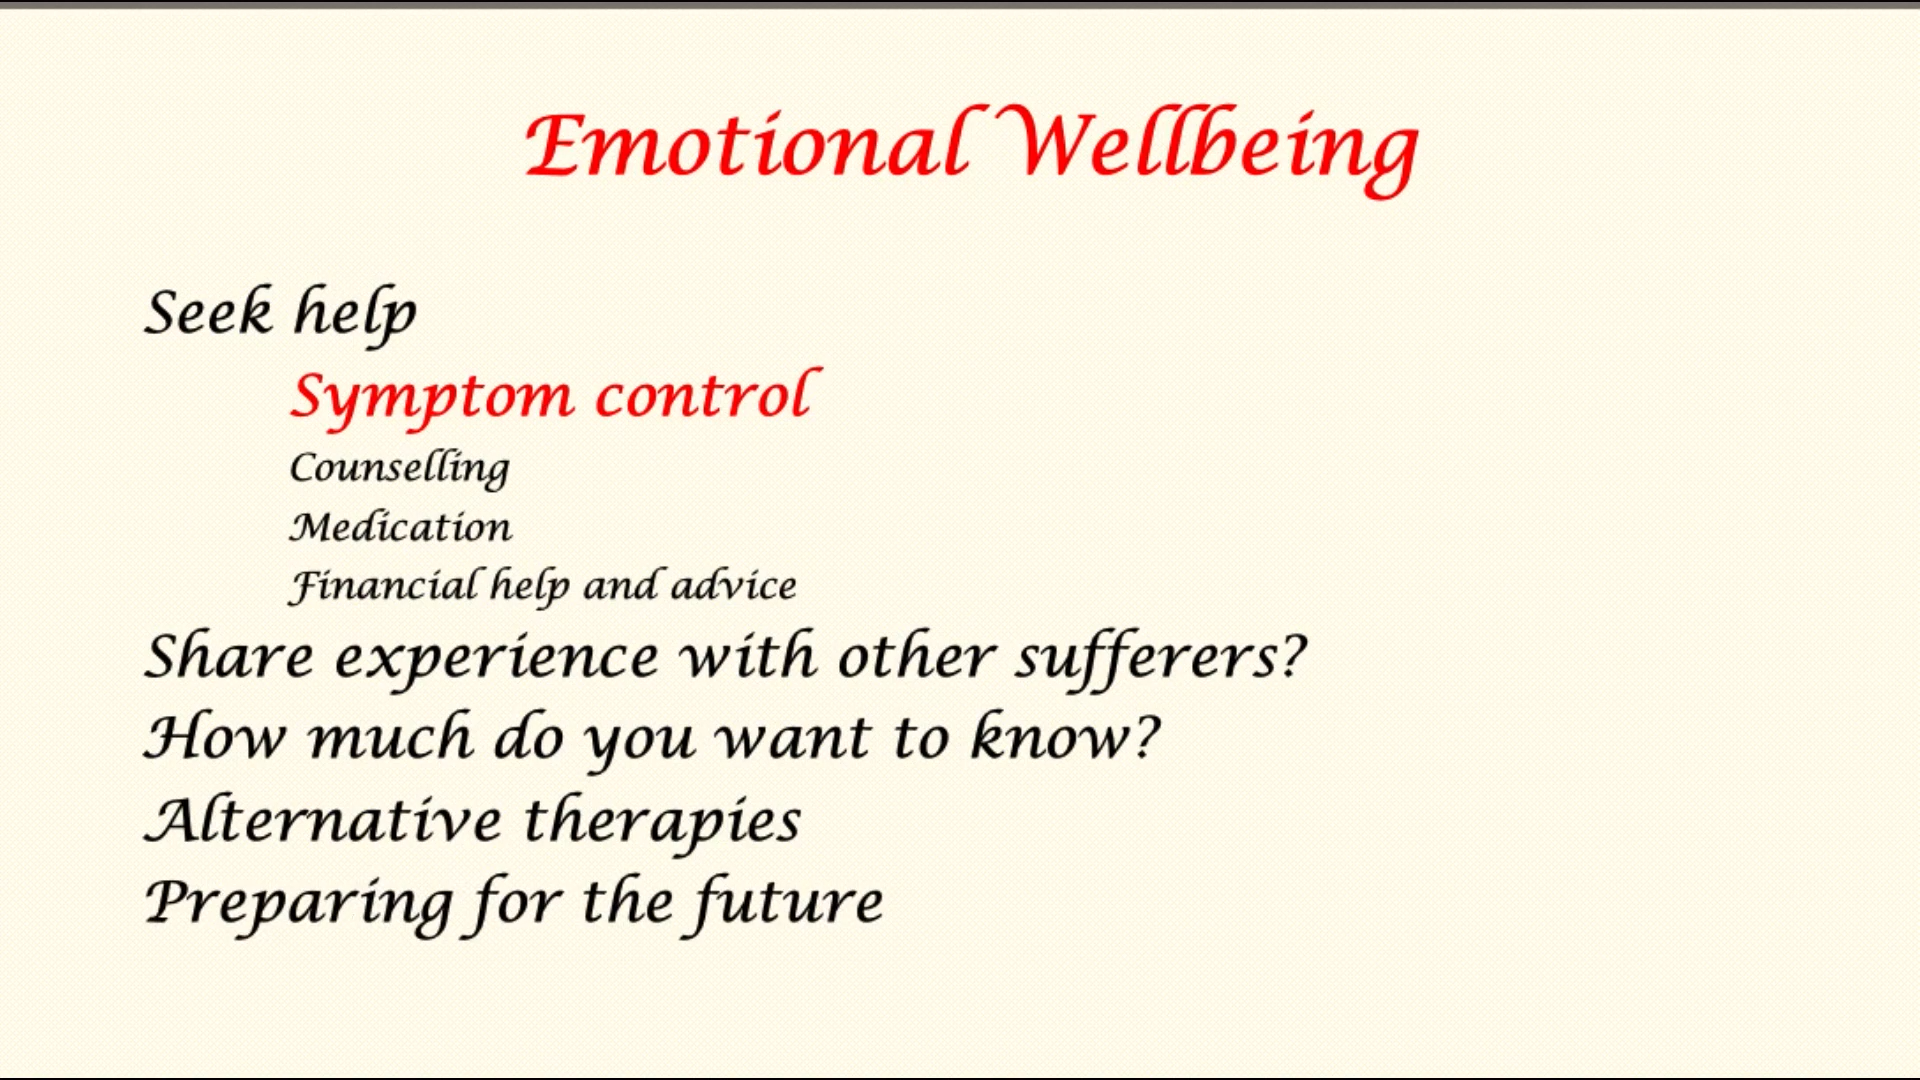 Emotional Wellbeing
Seek help
Symptom control
Counselling
Medication
Financial help and advice
Share experience with other sufferers?
How much do you want to know?
Alternative therapies
Preparing for the future